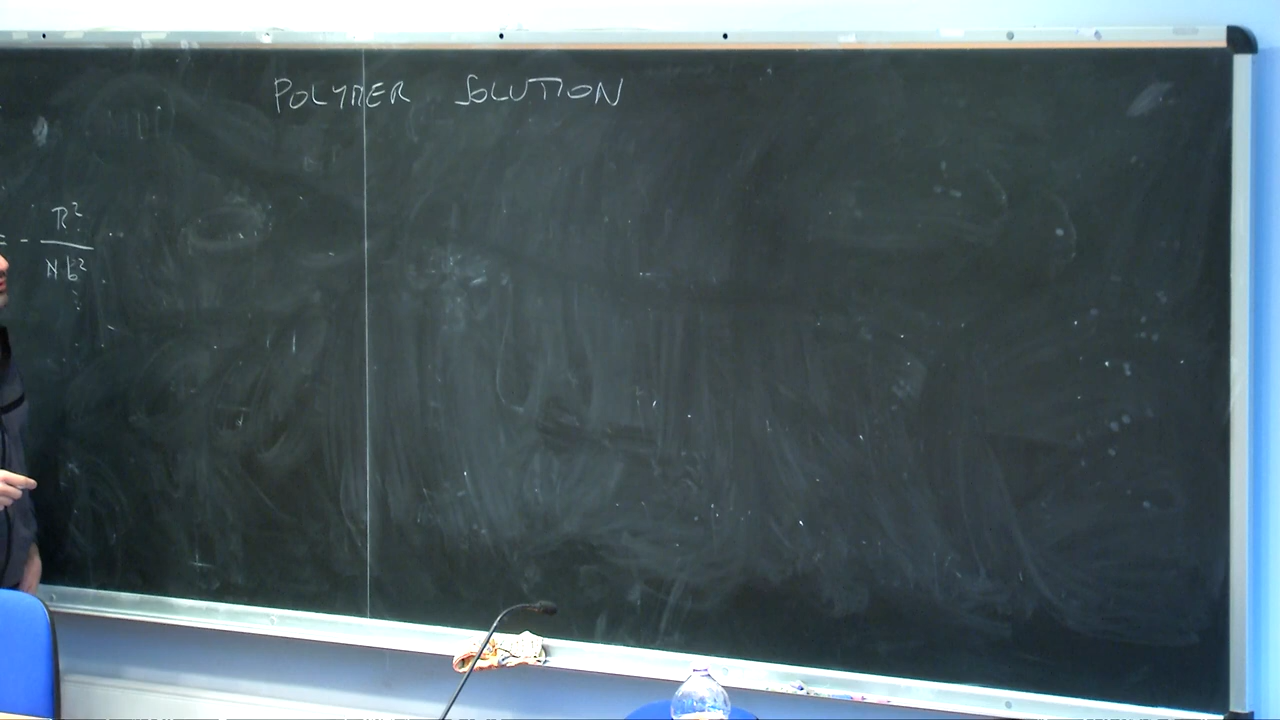 POLYMER SOLUTION
= - R²
N b²